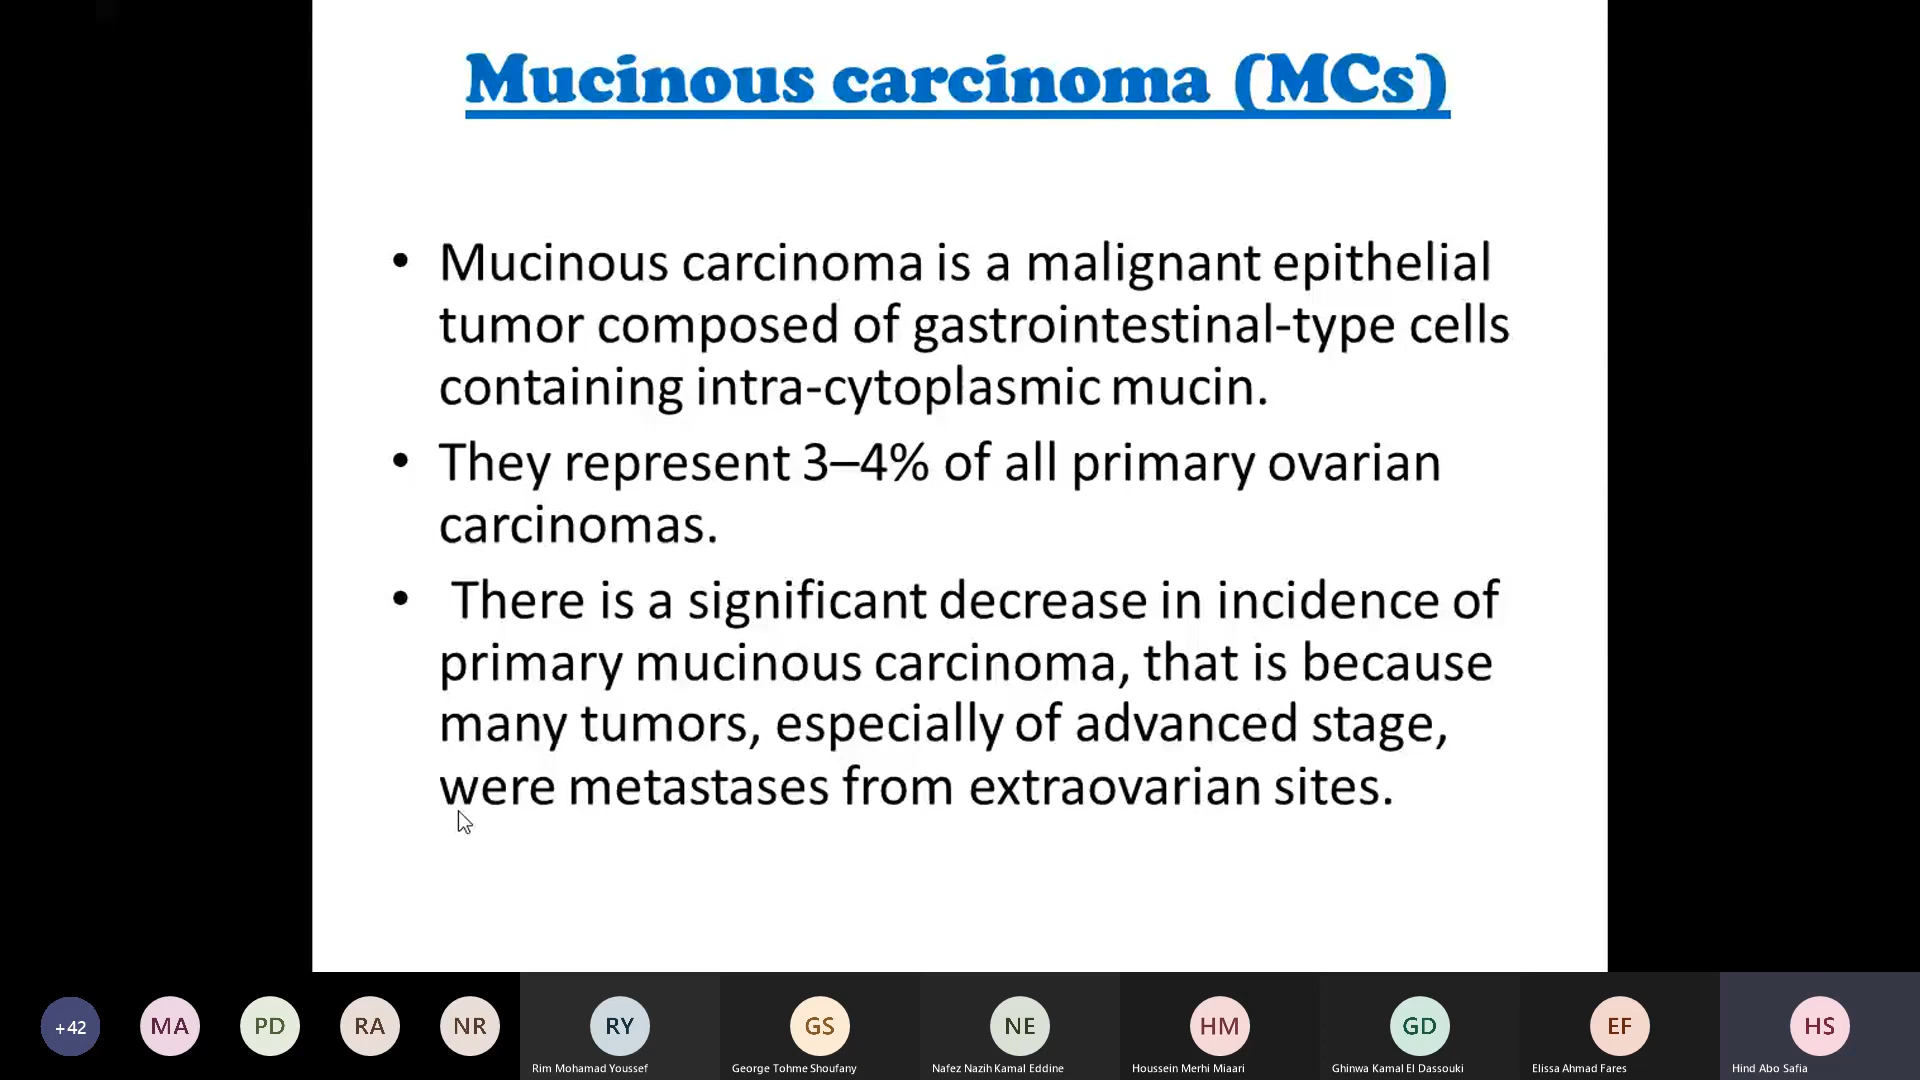 Mucinous carcinoma (MCs)
• Mucinous carcinoma is a malignant epithelial
tumor composed of gastrointestinal-type cells
containing intra-cytoplasmic mucin.
• They represent 3–4% of all primary ovarian
carcinomas.
• There is a significant decrease in incidence of
primary mucinous carcinoma, that is because
many tumors, especially of advanced stage,
were metastases from extraovarian sites.
+42 MA PD RA NR RY GS NE HM GD EF HS
Rim Mohamad Youssef George Tohme Shoufany Nafez Nazih Kamal Eddine Houssein Merhi Miaari Ghinwa Kamal El Dassouki Elissa Ahmad Fares Hind Abo Safia